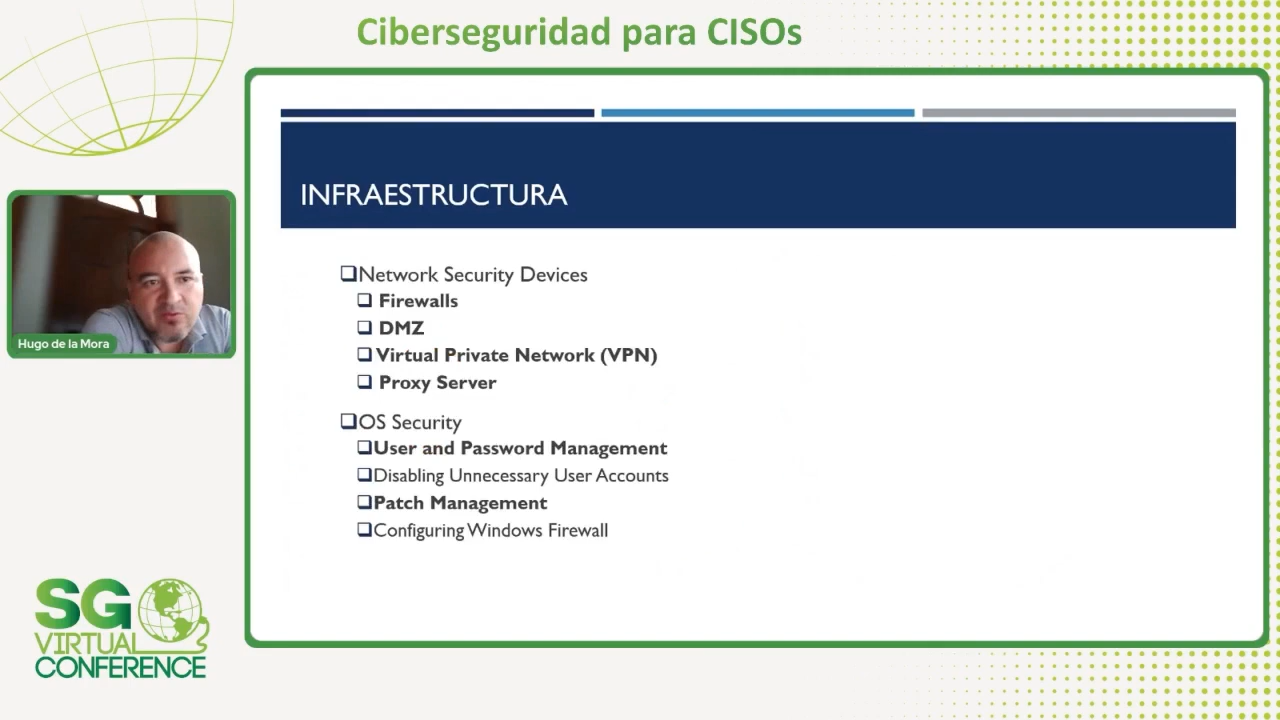 Ciberseguridad para CISOs
INFRAESTRUCTURA
Network Security Devices
Firewalls
DMZ
Virtual Private Network (VPN)
Proxy Server
OS Security
User and Password Management
Disabling Unnecessary User Accounts
Patch Management
Configuring Windows Firewall
Hugo de la Mora
SG
VIRTUAL
CONFERENCE